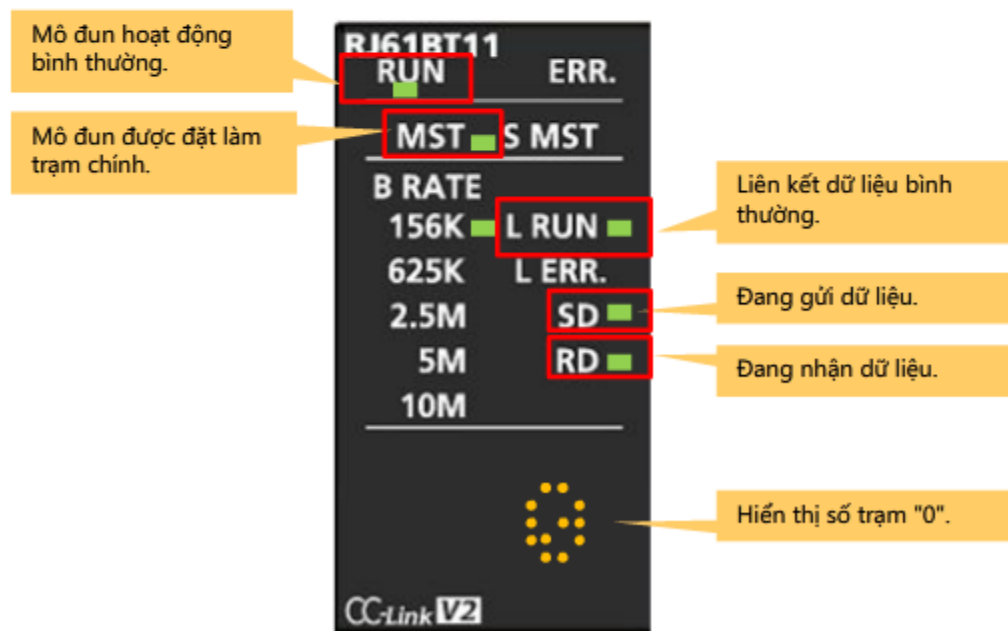 Mô đun hoạt động
bình thường.
Mô đun được đặt làm
trạm chính.
RJ61BT11
RUN ERR.
MST S MST
B RATE
156K L RUN
625K L ERR.
2.5M SD
5M RD
10M
0
CC-Link V2
Liên kết dữ liệu bình
thường.
Đang gửi dữ liệu.
Đang nhận dữ liệu.
Hiển thị số trạm "0".